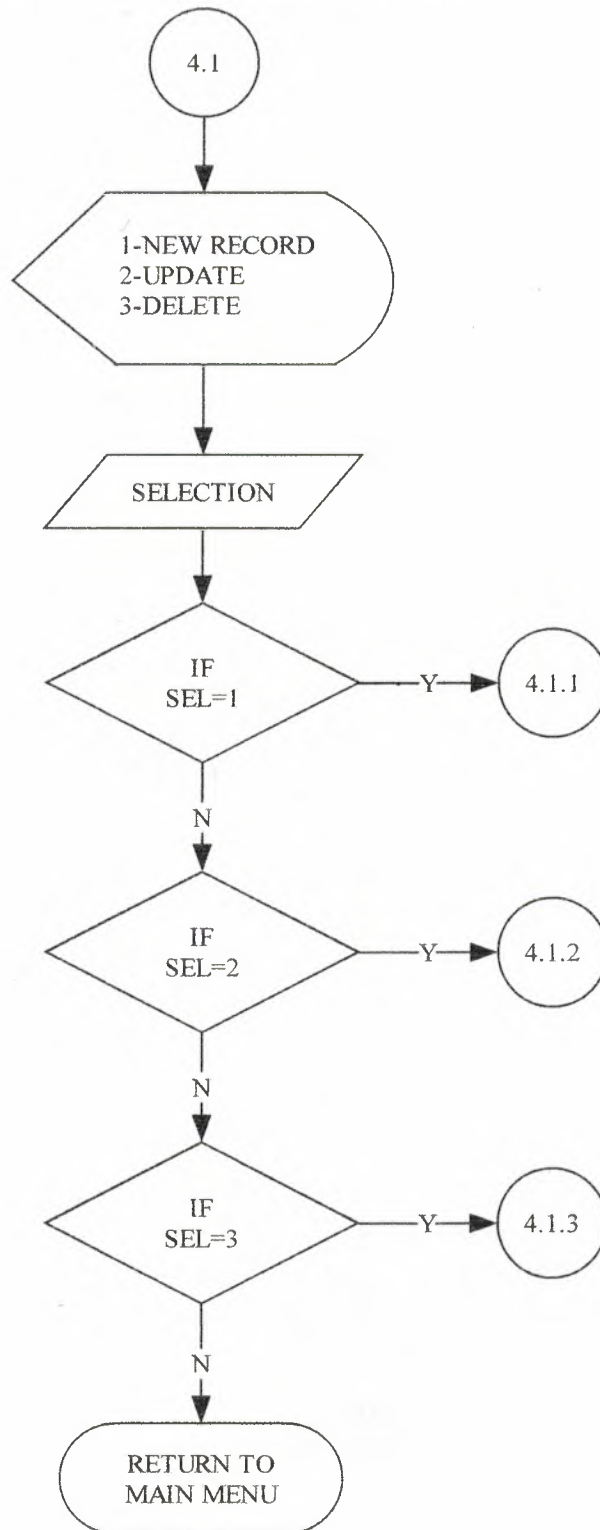 4.1
1-NEW RECORD
2-UPDATE
3-DELETE
SELECTION
IF
SEL=1
Y
4.1.1
N
IF
SEL=2
Y
4.1.2
N
IF
SEL=3
Y
4.1.3
N
RETURN TO
MAIN MENU